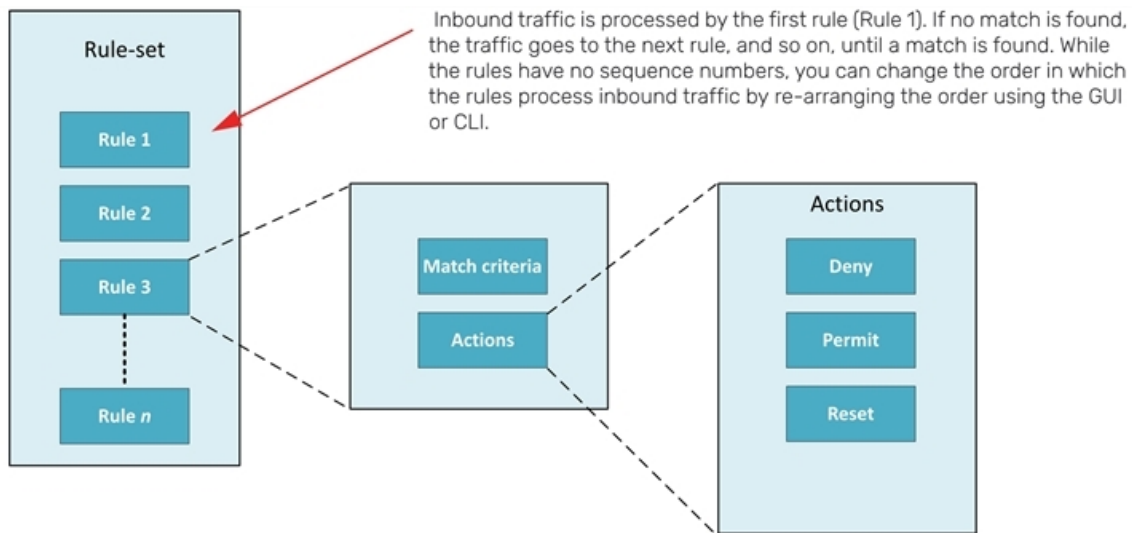 Inbound traffic is processed by the first rule (Rule 1). If no match is found,
the traffic goes to the next rule, and so on, until a match is found. While
the rules have no sequence numbers, you can change the order in which
the rules process inbound traffic by re-arranging the order using the GUI
or CLI.
Rule-set
Rule 1
Rule 2
Rule 3
Rule n
Match criteria
Actions
Actions
Deny
Permit
Reset